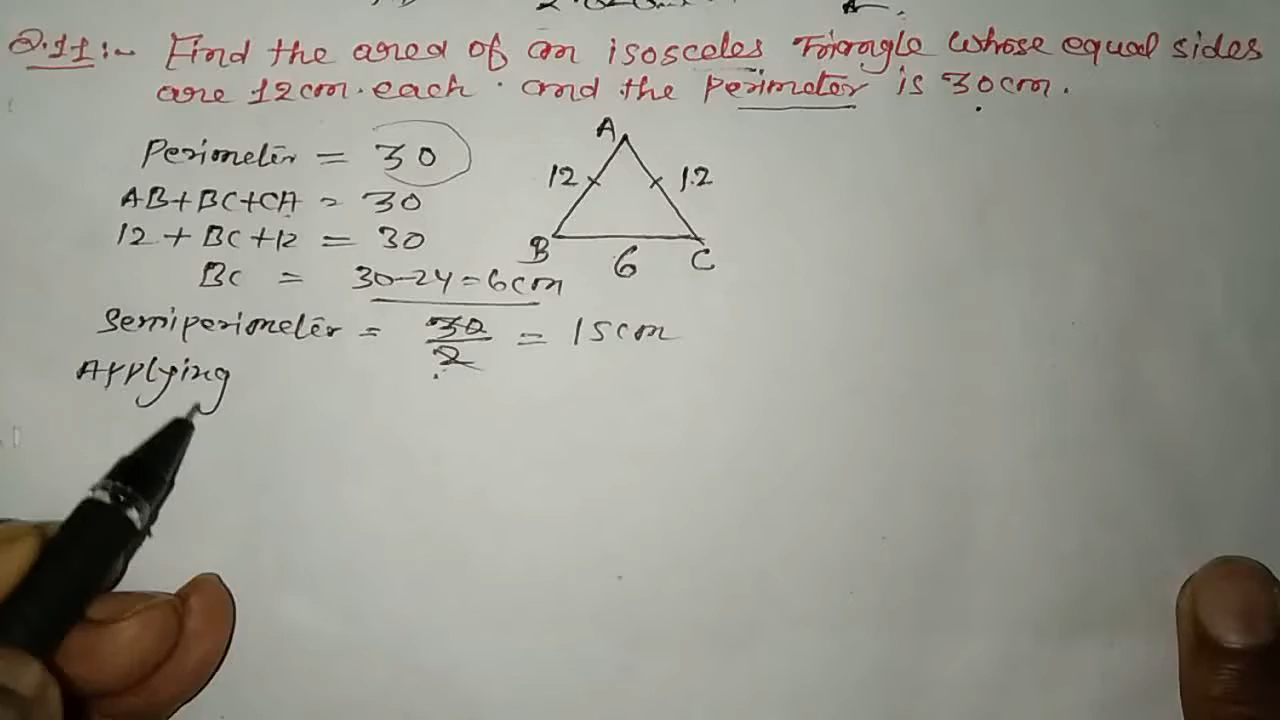 Q.11:- Find the area of an isosceles Triangle whose equal sides
are 12cm. each. and the perimeter is 30cm.
Perimeter = 30
AB+BC+CA = 30
12+BC+12 = 30
BC = 30-24=6cm
Semiperimeter = 30/2 = 15cm
Applying
A
12
12
B
6
C